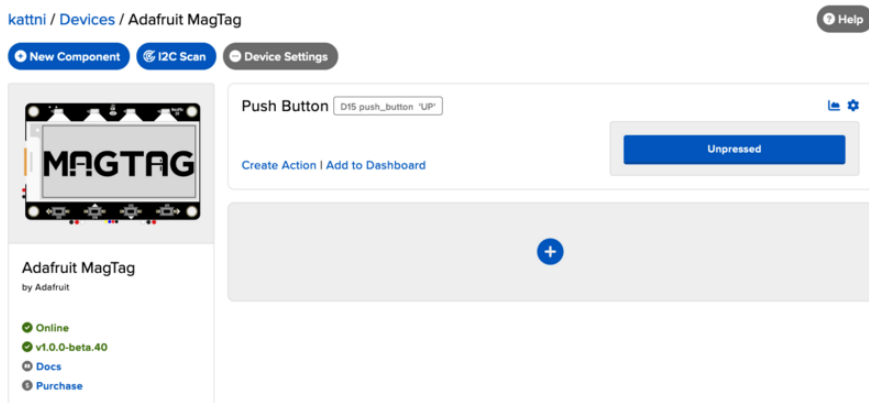 kattni / Devices / Adafruit MagTag
Help
New Component
I2C Scan
Device Settings
MAGTAG
Push Button
D15 push_button 'UP'
Unpressed
Create Action | Add to Dashboard
Adafruit MagTag
by Adafruit
Online
v1.0.0-beta.40
Docs
Purchase